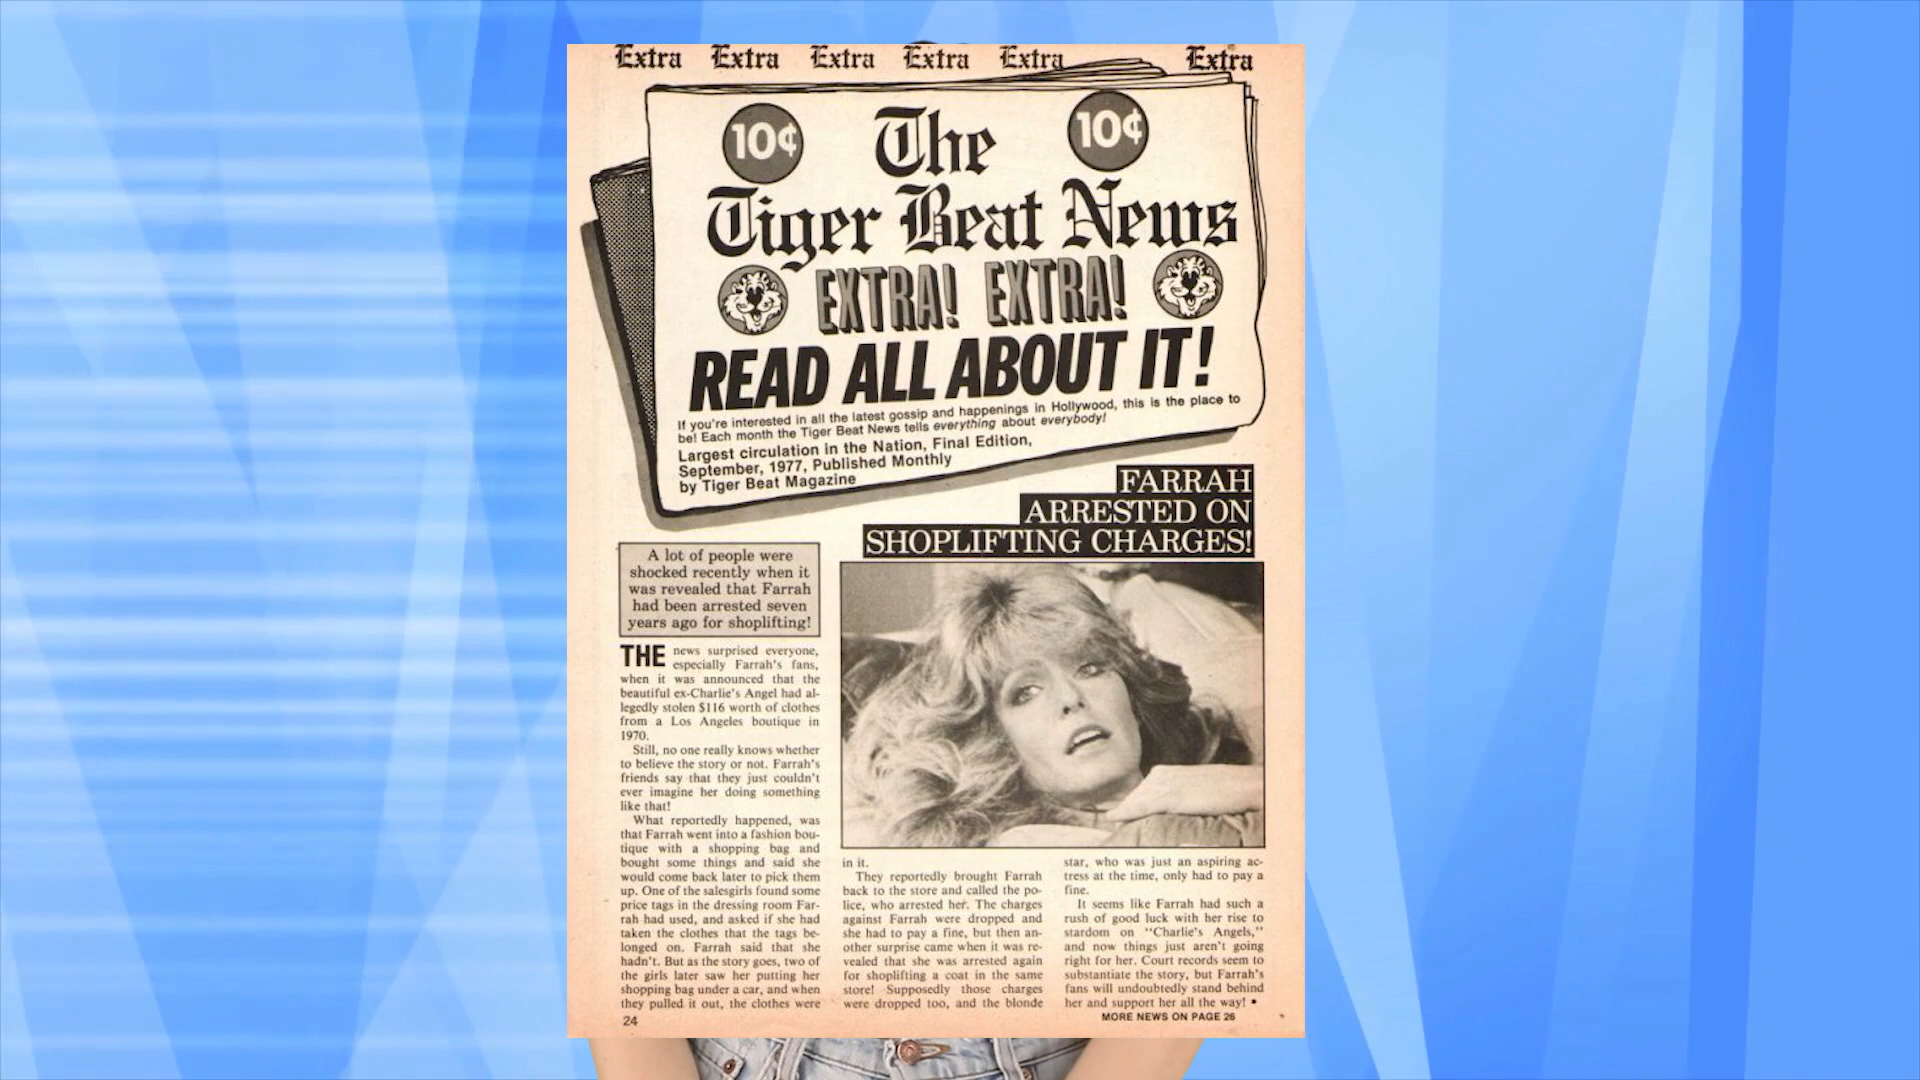 Extra Extra Extra Extra Extra Extra
10¢ The 10¢
Tiger Beat News
EXTRA! EXTRA!
READ ALL ABOUT IT!
If you're interested in all the latest gossip and happenings in Hollywood, this is the place to
be! Each month the Tiger Beat News tells everything about everybody!
Largest circulation in the Nation, Final Edition,
September, 1977, Published Monthly
by Tiger Beat Magazine
FARRAH
ARRESTED ON
SHOPLIFTING CHARGES!
A lot of people were
shocked recently when it
was revealed that Farrah
had been arrested seven
years ago for shoplifting!
THE news surprised everyone,
especially Farrah's fans,
when it was announced that the
beautiful ex-Charlie's Angel had al-
legedly stolen $116 worth of clothes
from a Los Angeles boutique in
1970.
Still, no one really knows whether
to believe the story or not. Farrah's
friends say that they just couldn't
ever imagine her doing something
like that!
What reportedly happened, was
that Farrah went into a fashion bou-
tique with a shopping bag and
bought some things and said she
would come back later to pick them
up. One of the salesgirls found some
price tags in the dressing room Far-
rah had used, and asked if she had
taken the clothes that the tags be-
longed on. Farrah said that she
hadn't. But as the story goes, two of
the girls later saw her putting her
shopping bag under a car, and when
they pulled it out, the clothes were
in it.
They reportedly brought Farrah
back to the store and called the po-
lice, who arrested her. The charges
against Farrah were dropped and
she had to pay a fine, but then an-
other surprise came when it was re-
vealed that she was arrested again
for shoplifting a coat in the same
store! Supposedly those charges
were dropped too, and the blonde
star, who was just an aspiring ac-
tress at the time, only had to pay a
fine.
It seems like Farrah had such a
rush of good luck with her rise to
stardom on "Charlie's Angels,"
and now things just aren't going
right for her. Court records seem to
substantiate the story, but Farrah's
fans will undoubtedly stand behind
her and support her all the way! •
24
MORE NEWS ON PAGE 26